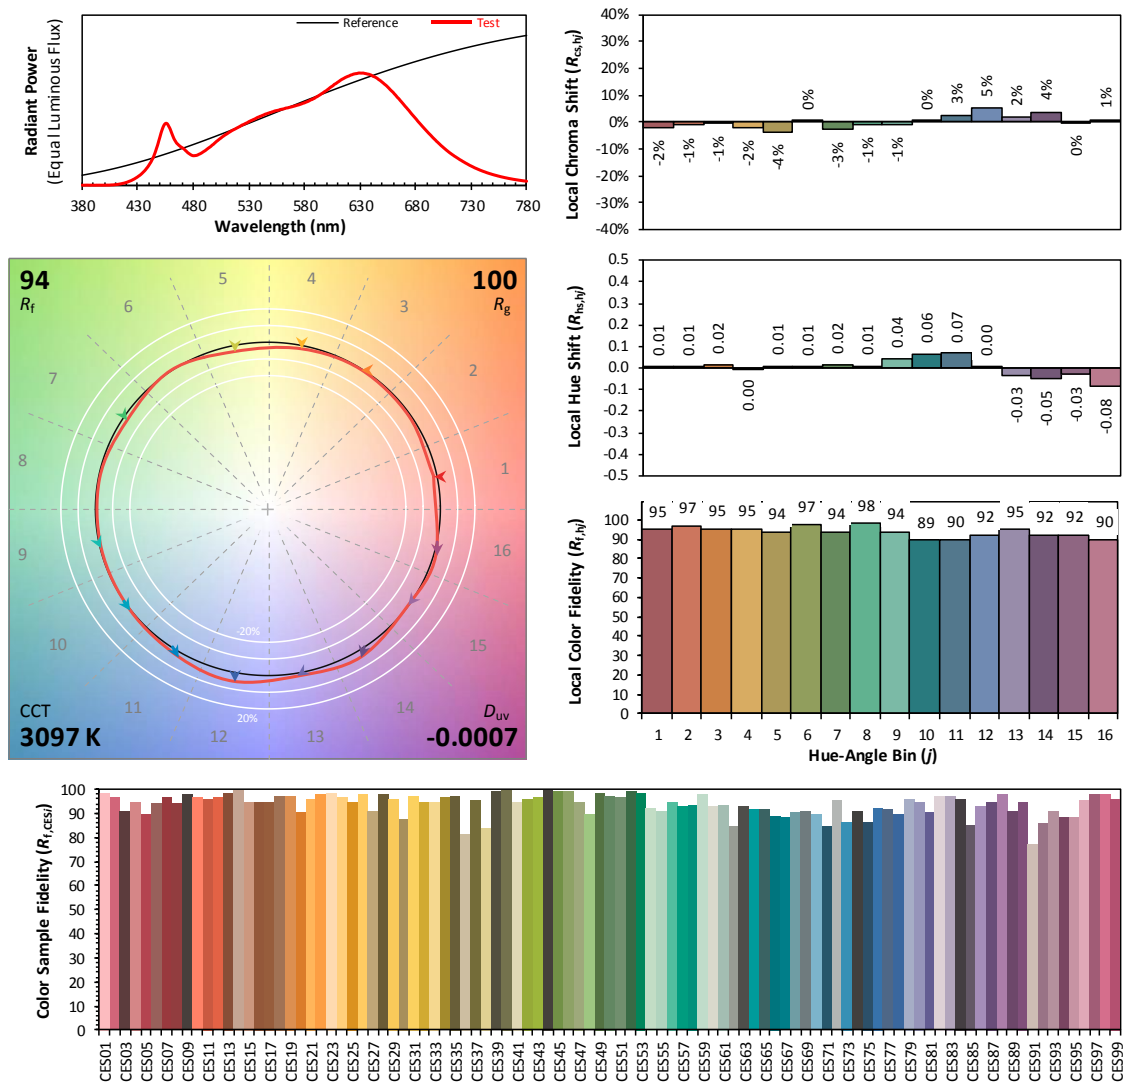 Radiant Power
(Equal Luminous Flux)
Reference
Test
380 430 480 530 580 630 680 730 780
Wavelength (nm)
Local Chroma Shift (Rcs,hj)
40%
30%
20%
10%
0%
-10%
-20%
-30%
-40%
-2% -1% -1% -2% -4% 0% -3% -1% -1% 0% 3% 5% 2% 4% 0% 1%
94
Rf
100
Rg
5 4
6 3
7 2
8 1
9 16
10 15
11 14
12 13
-20%
20%
CCT
3097 K
Duv
-0.0007
Local Hue Shift (Rhs,hj)
0.5
0.4
0.3
0.2
0.1
0.0
-0.1
-0.2
-0.3
-0.4
-0.5
0.01 0.01 0.02 0.00 0.01 0.01 0.02 0.01 0.04 0.06 0.07 0.00 -0.03 -0.05 -0.03 -0.08
Local Color Fidelity (Rf,hj)
100
90
80
70
60
50
40
30
20
10
0
95 97 95 95 94 97 94 98 94 89 90 92 95 92 92 90
1 2 3 4 5 6 7 8 9 10 11 12 13 14 15 16
Hue-Angle Bin (j)
Color Sample Fidelity (Rf,CESi)
100
90
80
70
60
50
40
30
20
10
0
CES01 CES03 CES05 CES07 CES09 CES11 CES13 CES15 CES17 CES19 CES21 CES23 CES25 CES27 CES29 CES31 CES33 CES35 CES37 CES39 CES41 CES43 CES45 CES47 CES49 CES51 CES53 CES55 CES57 CES59 CES61 CES63 CES65 CES67 CES69 CES71 CES73 CES75 CES77 CES79 CES81 CES83 CES85 CES87 CES89 CES91 CES93 CES95 CES97 CES99